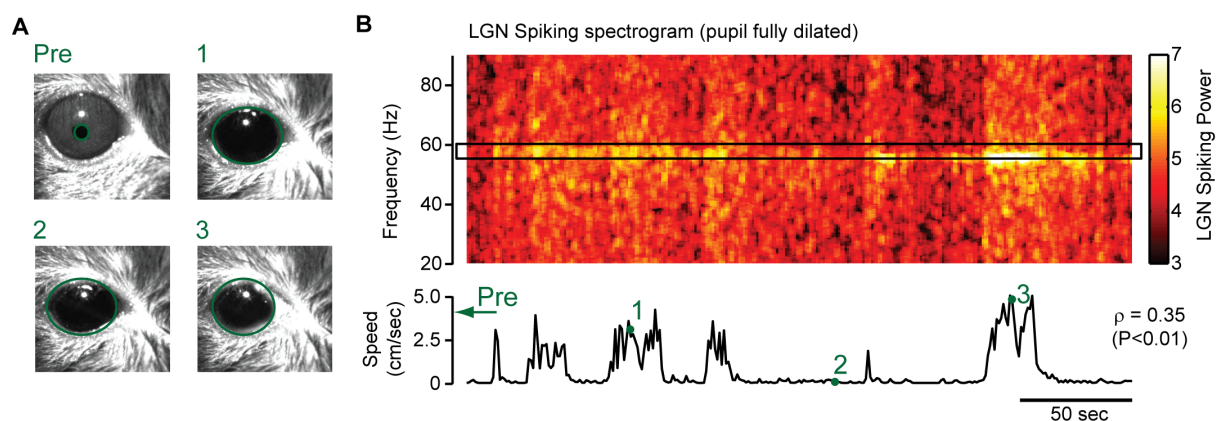 A
Pre
1
2
3
B
LGN Spiking spectrogram (pupil fully dilated)
Frequency (Hz)
80
60
40
20
7
6
5
4
3
LGN Spiking Power
Speed
(cm/sec)
5.0
2.5
0
Pre
1
2
3
ρ = 0.35
(P<0.01)
50 sec